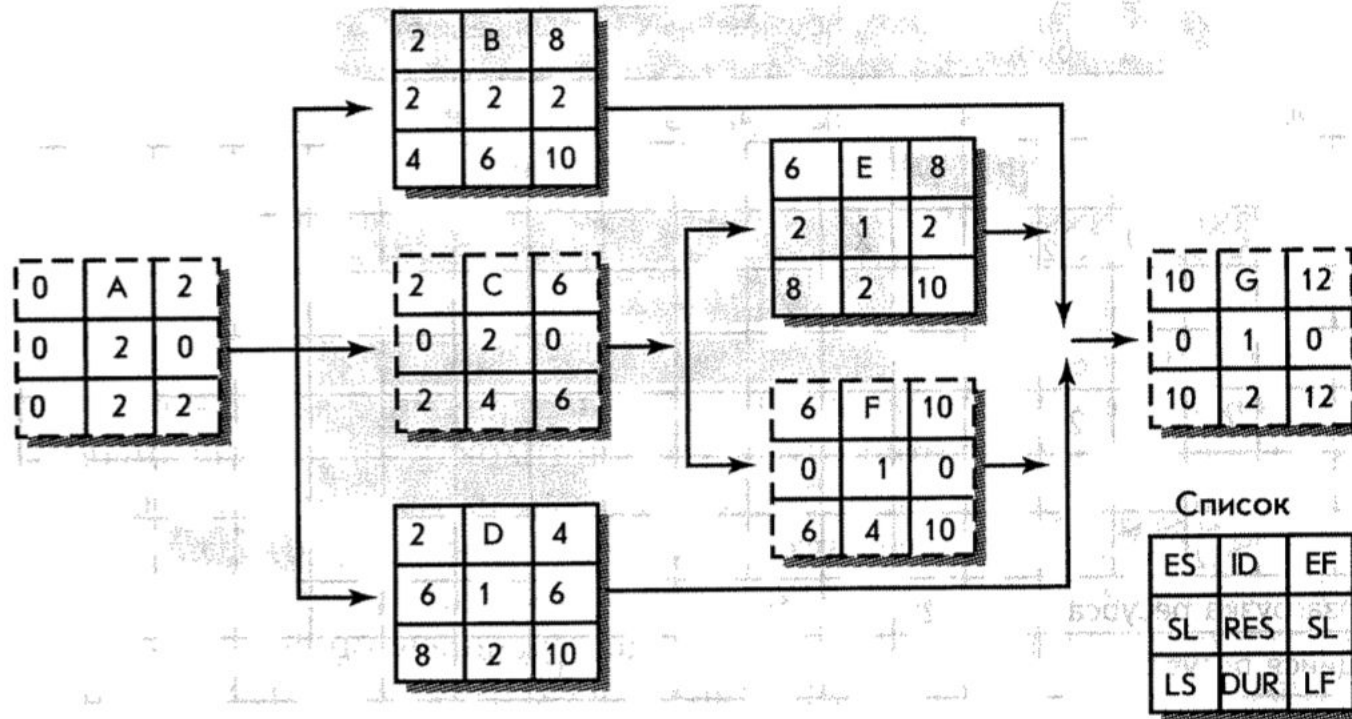 2 B 8
2 2 2
4 6 10
0 A 2
0 2 0
0 2 2
2 C 6
0 2 0
2 4 6
2 D 4
6 1 6
8 2 10
6 E 8
2 1 2
8 2 10
6 F 10
0 1 0
6 4 10
10 G 12
0 1 0
10 2 12
Список
ES ID EF
SL RES SL
LS DUR LF